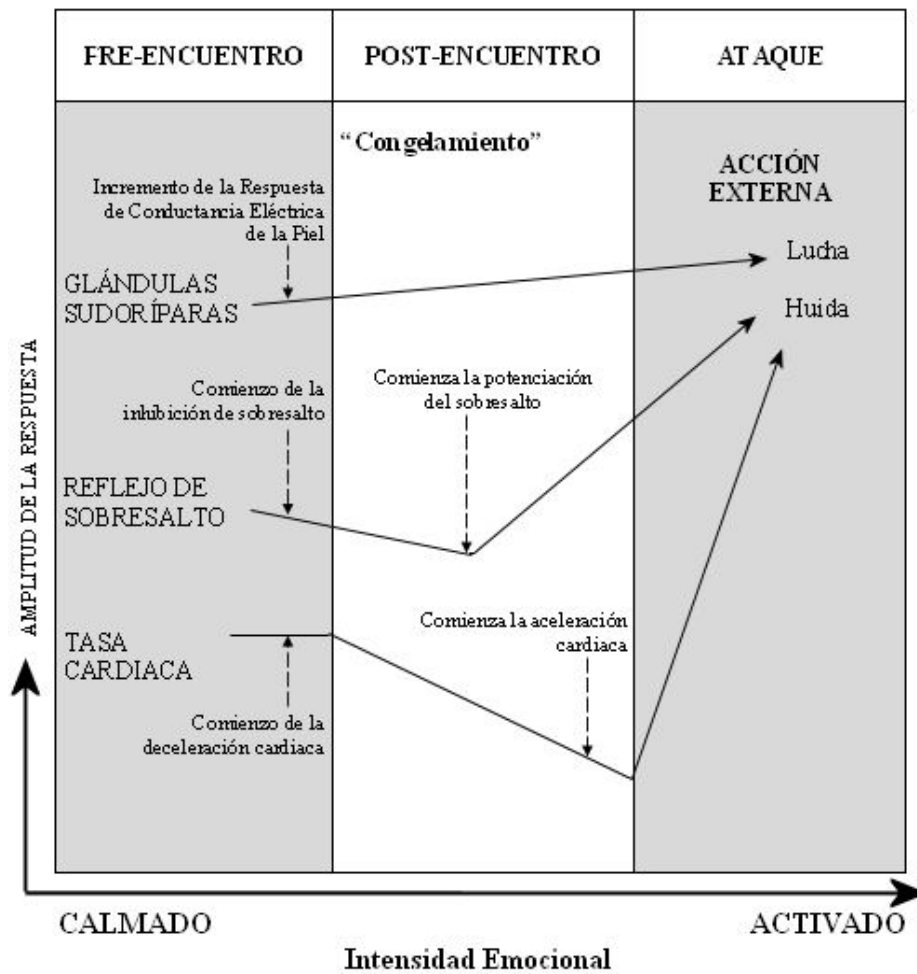 FRE-ENCUENTRO
POST-ENCUENTRO
ATAQUE
“Congelamiento”
ACCIÓN
EXTERNA
Incremento de la Respuesta
de Conductancia Eléctrica
de la Piel
Lucha
GLÁNDULAS
SUDORÍPARAS
Huida
Comienzo de la
inhibición de sobresalto
Comienza la potenciación
del sobresalto
REFLEJO DE
SOBRESALTO
Comienza la aceleración
cardiaca
TASA
CARDIACA
Comienzo de la
deceleración cardiaca
AMPLITUD DE LA RESPUESTA
CALMADO
ACTIVADO
Intensidad Emocional